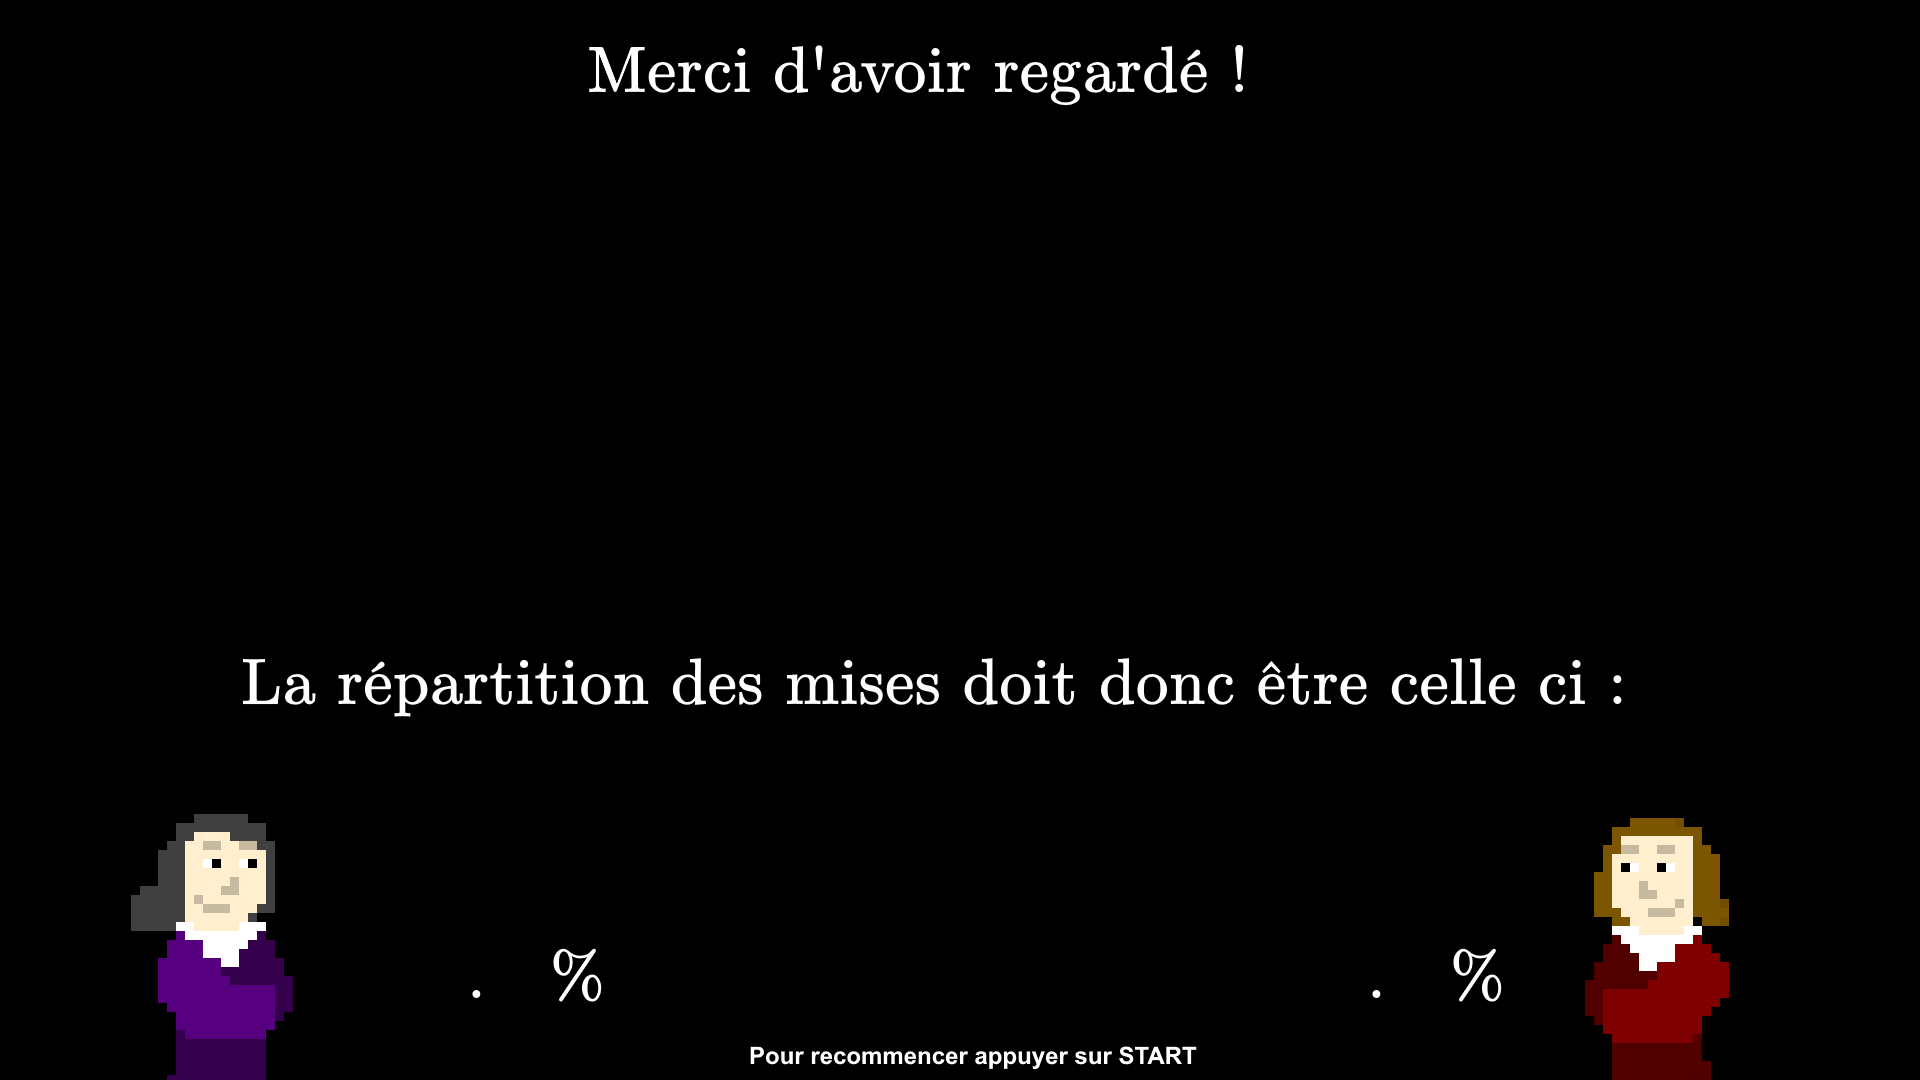 Merci d'avoir regardé !
La répartition des mises doit donc être celle ci :
. % . %
Pour recommencer appuyer sur START